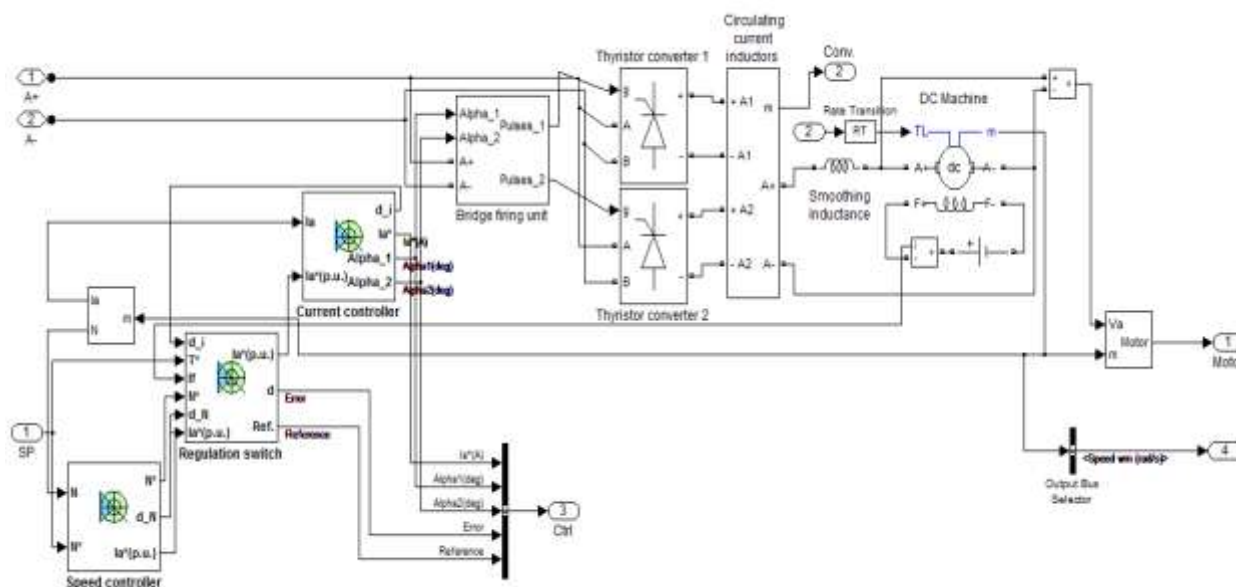 Circulating
current
inductors
Conv.
2
Thyristor converter 1
1
A+
2
A-
Alpha_1
Alpha_2
A+
A-
Pulses_1
Pulses_2
Bridge firing unit
g
A
B
+
-
+ A1
- A1
+ A2
- A2
m
A+
A-
g
A
B
+
-
Thyristor converter 2
Rate Transition
2
RT
DC Machine
TL
m
A+
dc
A-
F+
F-
Smoothing
inductance
Ia
Ia*(p.u.)
d_i
Ia*
Alpha_1
Alpha_2
Ia*(A)
Alpha1(deg)
Alpha2(deg)
Current controller
Ia
N
m
d_i
T*
If
N*
d_N
Ia*(p.u.)
Ia*(p.u.)
d
Ref.
Error
Reference
Regulation switch
1
SP
N
N*
N*
d_N
Ia*(p.u.)
Speed controller
Ia*(A)
Alpha1(deg)
Alpha2(deg)
Error
Reference
3
Ctrl
Va
m
Motor
1
Motor
<Speed wm (rad/s)>
4
Output Bus
Selector